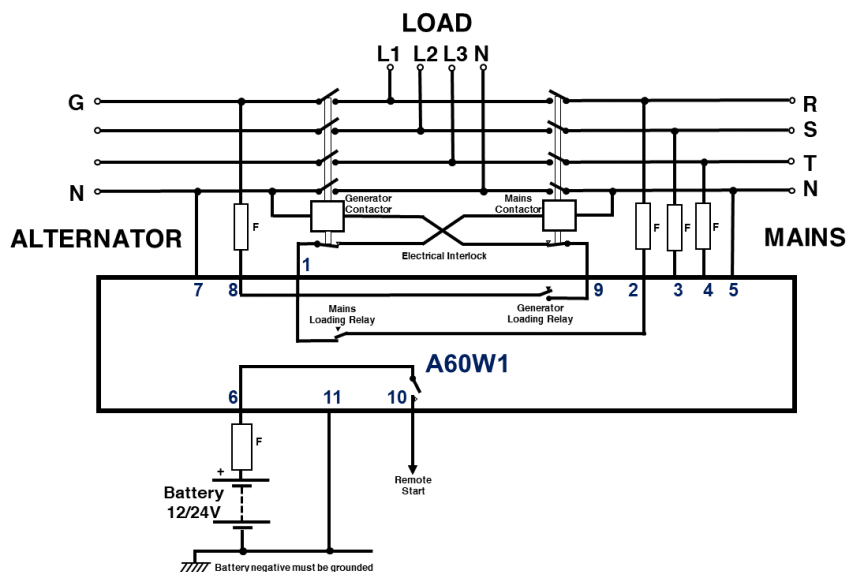 LOAD
L1 L2 L3 N
G
R
S
T
N
N
Generator
Contactor
Mains
Contactor
F
F
F
F
ALTERNATOR
MAINS
Electrical Interlock
1
7
8
9
2
3
4
5
Mains
Loading Relay
Generator
Loading Relay
A60W1
6
11
10
F
+
Battery
12/24V
Remote
Start
Battery negative must be grounded